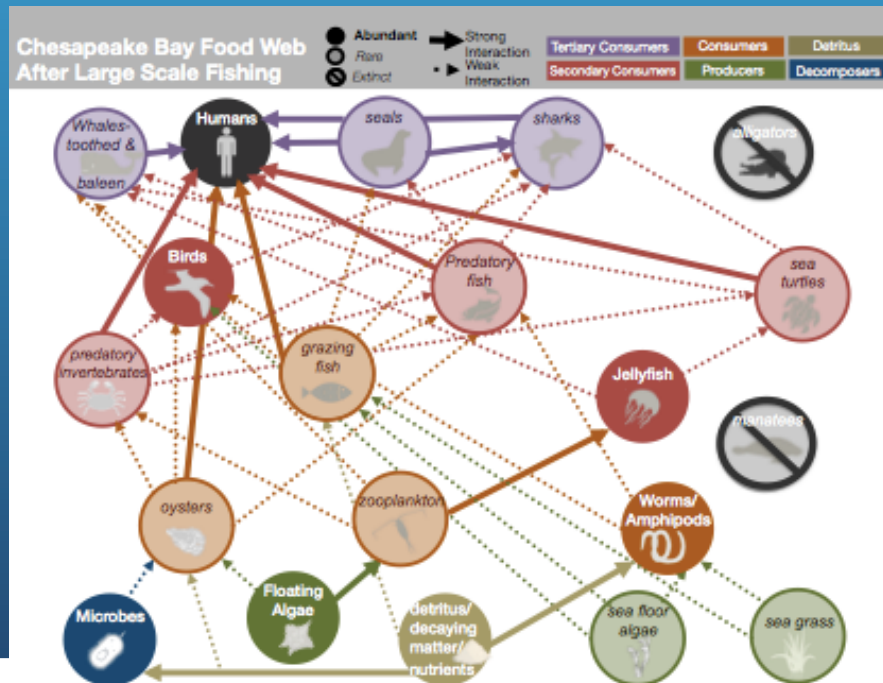 Chesapeake Bay Food Web
After Large Scale Fishing
Abundant
Rare
Extinct
Strong
Interaction
Weak
Interaction
Tertiary Consumers
Consumers
Detritus
Secondary Consumers
Producers
Decomposers
Whales-
toothed &
baleen
Humans
seals
sharks
alligators
Birds
Predatory
fish
sea
turtles
predatory
invertebrates
grazing
fish
Jellyfish
manatees
oysters
zooplankton
Worms/
Amphipods
Microbes
Floating
Algae
detritus/
decaying
matter/
nutrients
sea floor
algae
sea grass